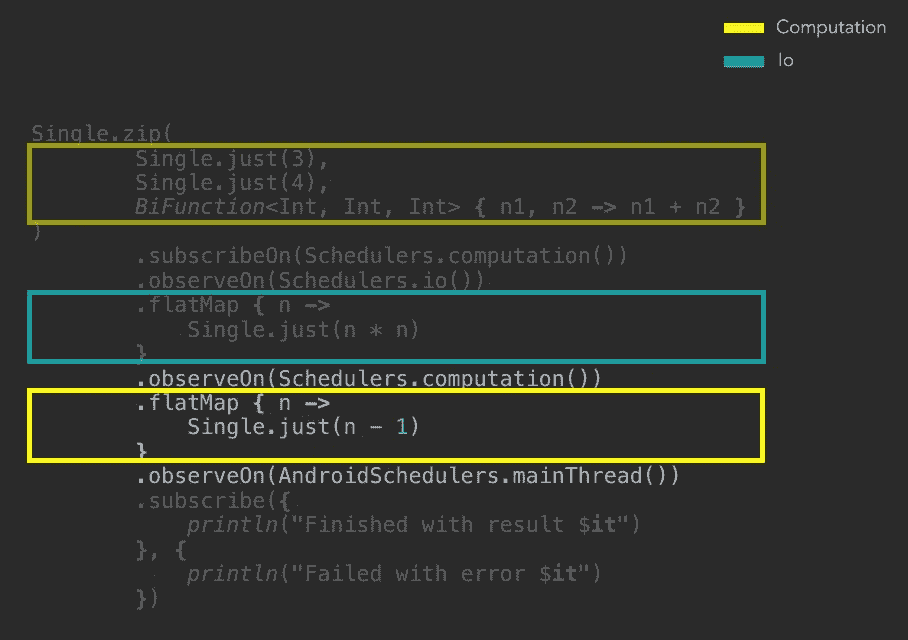 Computation
Io
Single.zip(
Single.just(3),
Single.just(4),
BiFunction<Int, Int, Int> { n1, n2 -> n1 + n2 }
)
.subscribeOn(Schedulers.computation())
.observeOn(Schedulers.io())
.flatMap { n ->
Single.just(n * n)
}
.observeOn(Schedulers.computation())
.flatMap { n ->
Single.just(n - 1)
}
.observeOn(AndroidSchedulers.mainThread())
.subscribe({
println("Finished with result $it")
}, {
println("Failed with error $it")
})